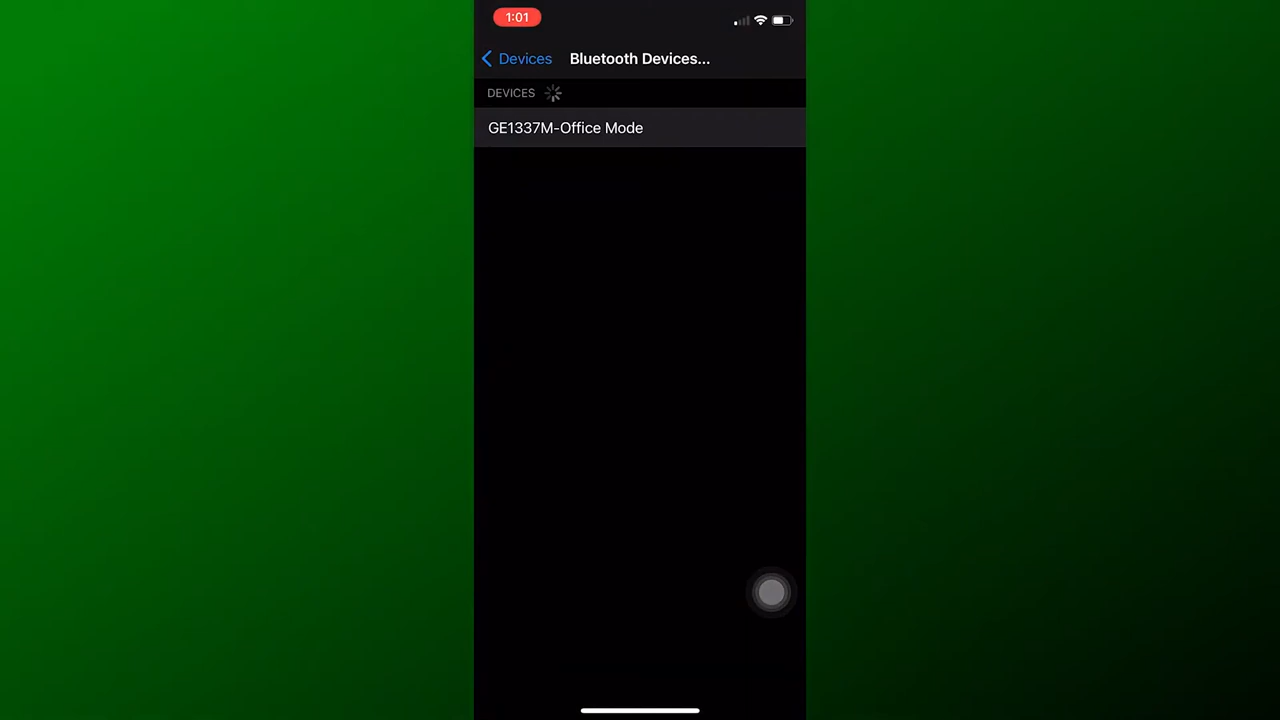 1:01
Devices
Bluetooth Devices...
DEVICES
GE1337M-Office Mode